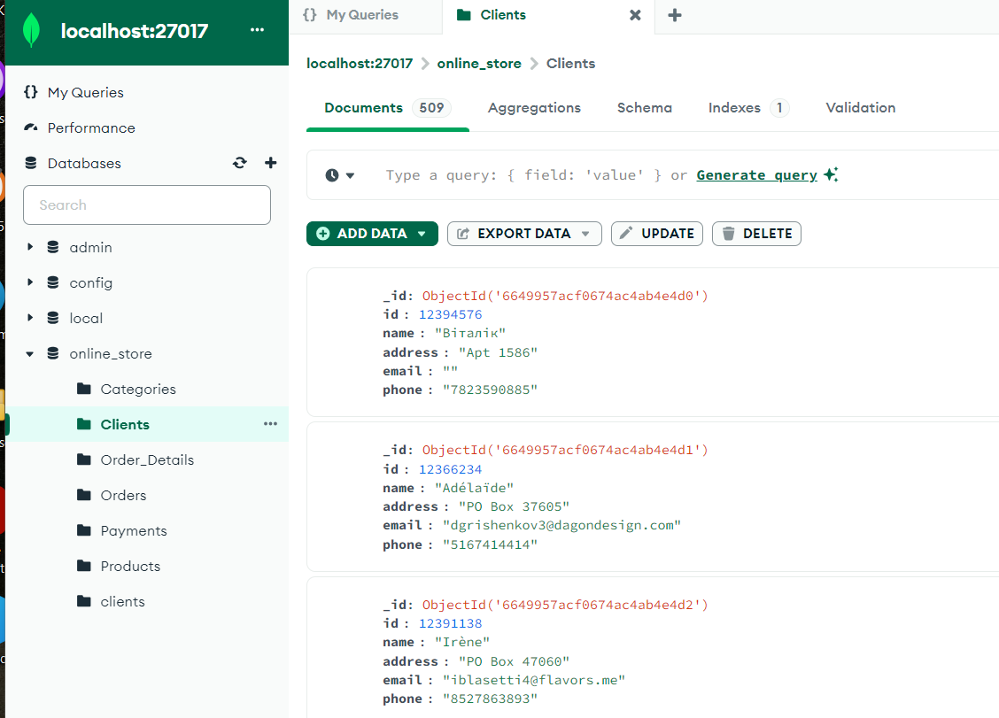 localhost:27017
My Queries
Performance
Databases
Search
admin
config
local
online_store
Categories
Clients
Order_Details
Orders
Payments
Products
clients
{} My Queries
Clients
localhost:27017 > online_store > Clients
Documents 509 Aggregations Schema Indexes 1 Validation
Type a query: { field: 'value' } or Generate query
ADD DATA EXPORT DATA UPDATE DELETE
_id: ObjectId('6649957acf0674ac4ab4e4d0')
id : 12394576
name : "Віталік"
address : "Apt 1586"
email : ""
phone : "7823590885"
_id: ObjectId('6649957acf0674ac4ab4e4d1')
id : 12366234
name : "Adélaïde"
address : "PO Box 37605"
email : "dgrishenkov3@dagondesign.com"
phone : "5167414414"
_id: ObjectId('6649957acf0674ac4ab4e4d2')
id : 12391138
name : "Irène"
address : "PO Box 47060"
email : "iblasetti4@flavors.me"
phone : "8527863893"